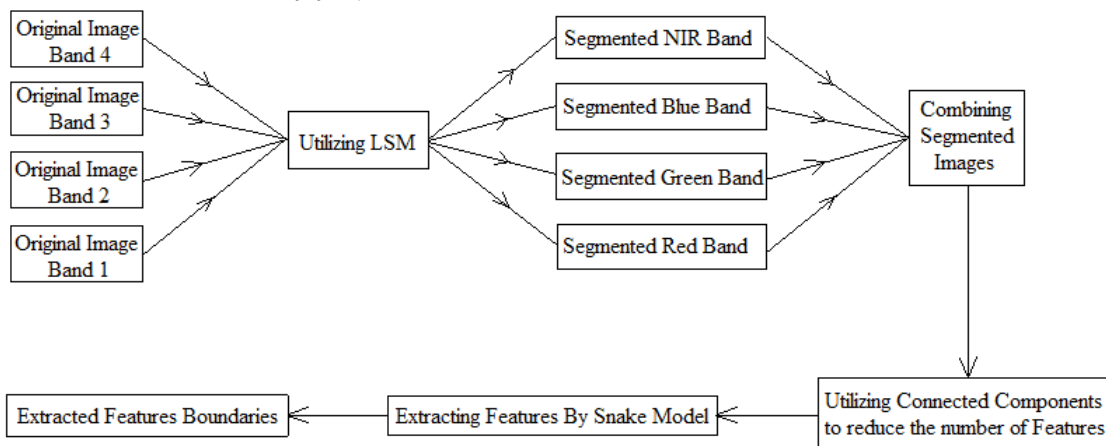 Original Image
Band 4
Original Image
Band 3
Original Image
Band 2
Original Image
Band 1
Utilizing LSM
Segmented NIR Band
Segmented Blue Band
Segmented Green Band
Segmented Red Band
Combining
Segmented
Images
Utilizing Connected Components
to reduce the number of Features
Extracting Features By Snake Model
Extracted Features Boundaries